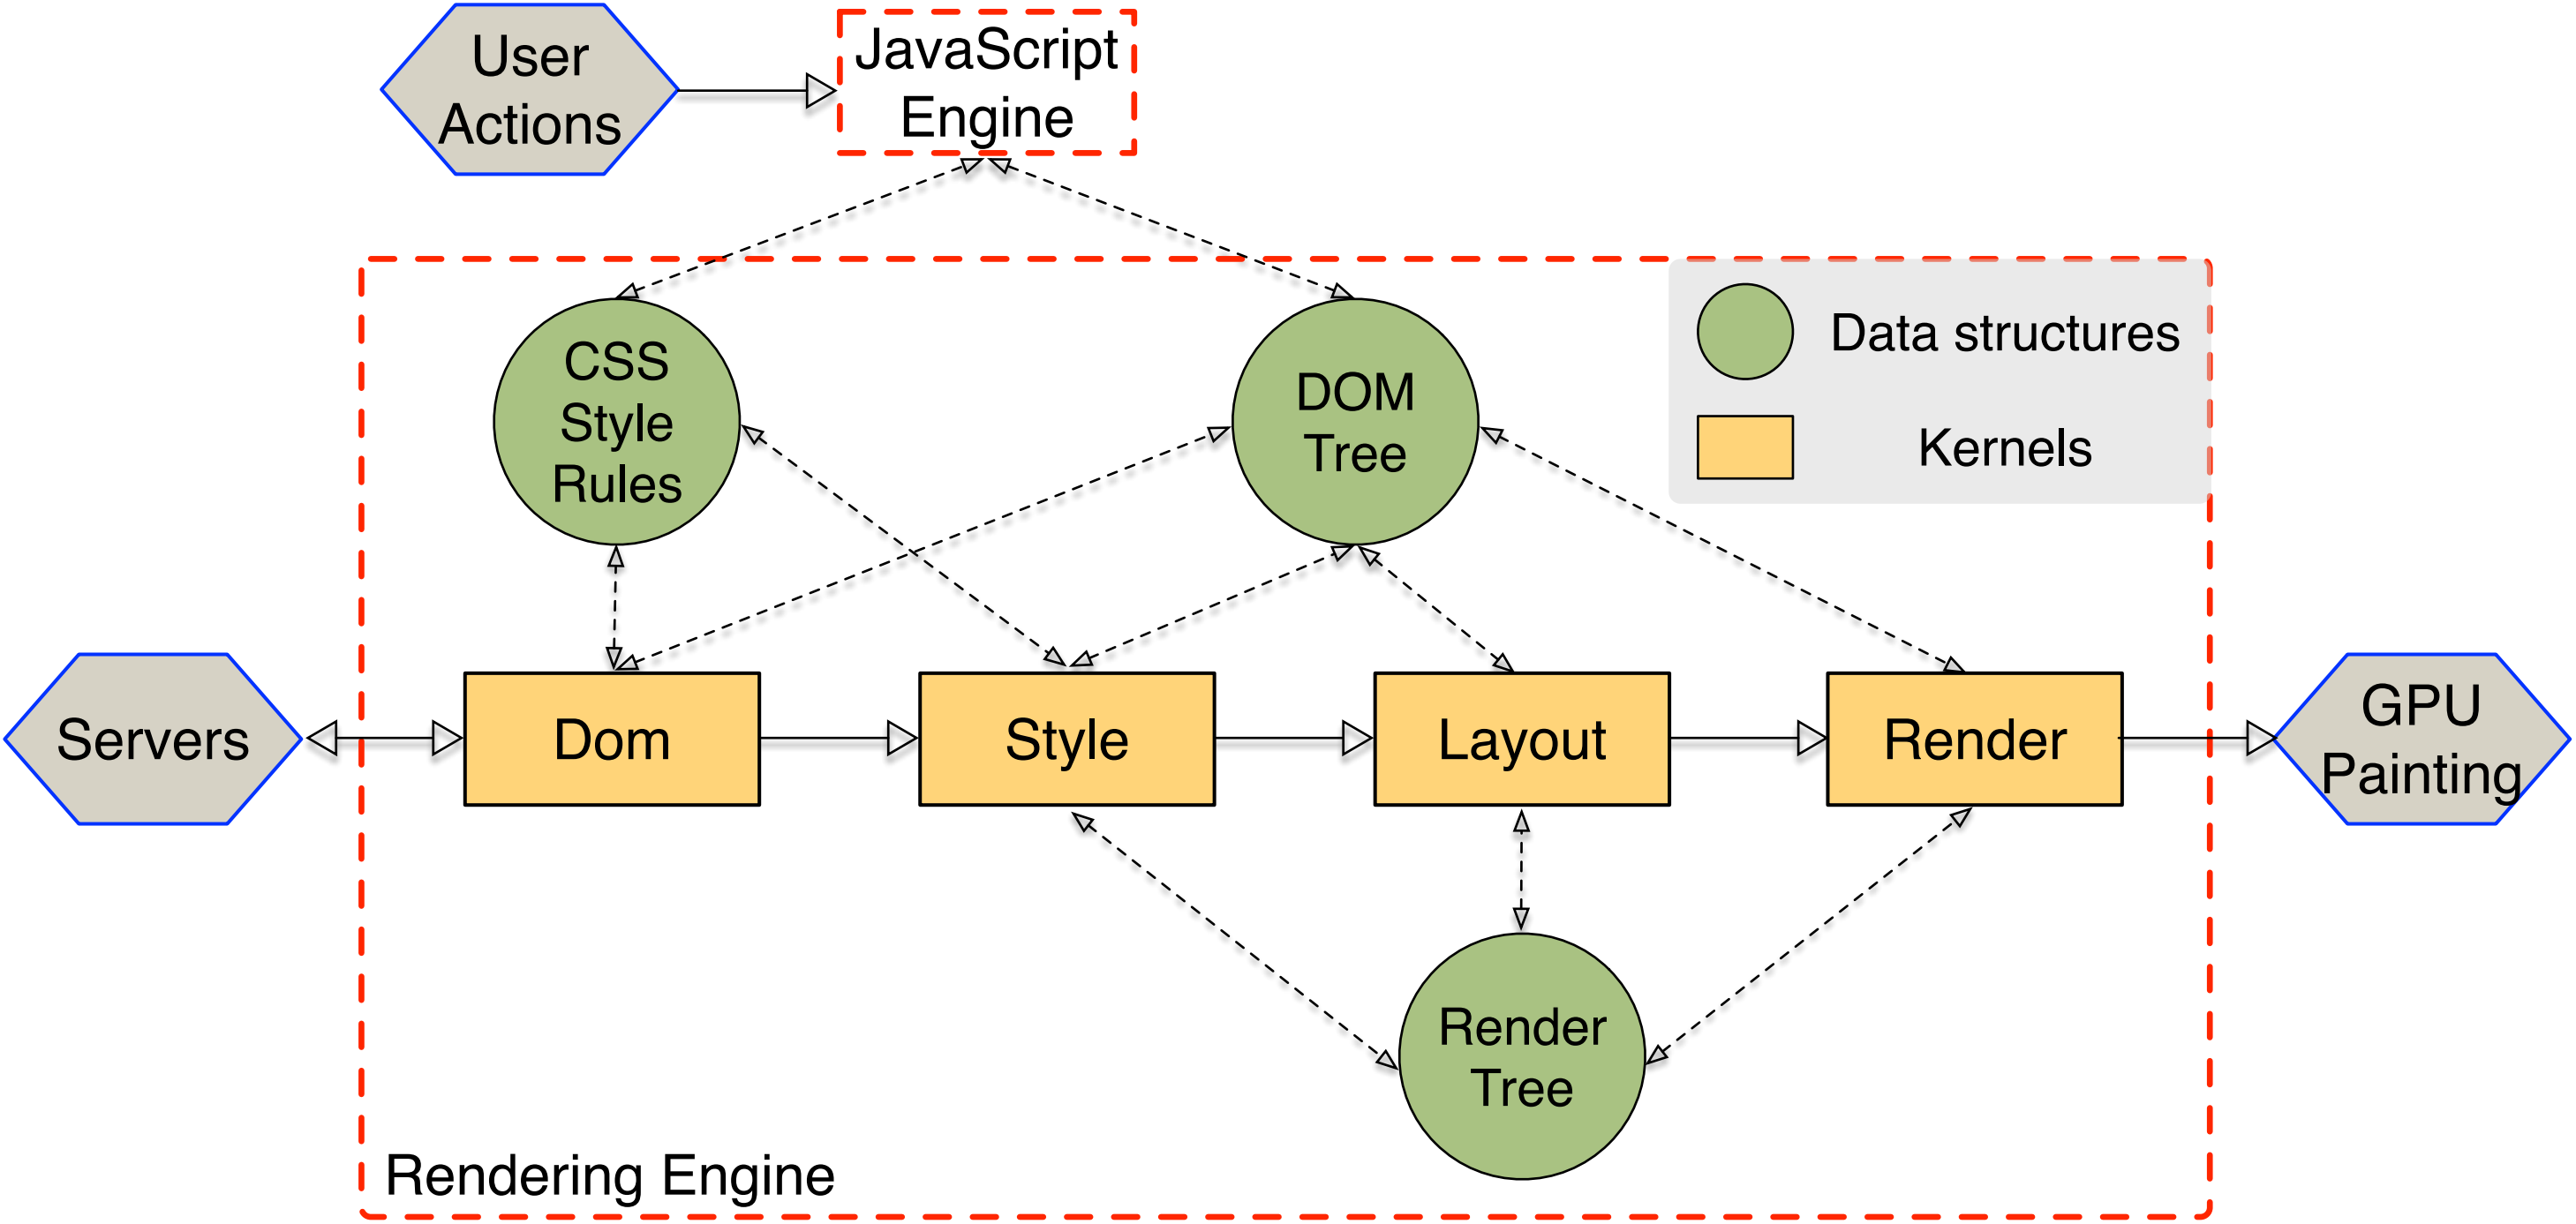 User
Actions
JavaScript
Engine
CSS
Style
Rules
DOM
Tree
Data structures
Kernels
Servers
Dom
Style
Layout
Render
GPU
Painting
Render
Tree
Rendering Engine